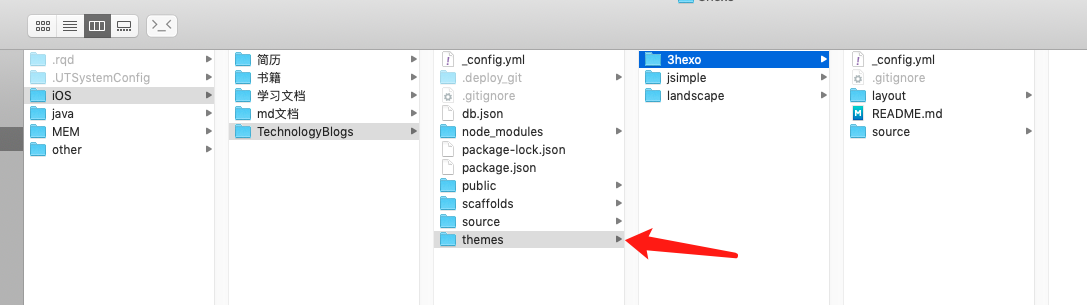 .rqd
.UTSystemConfig
iOS
java
MEM
other
简历
书籍
学习文档
md文档
TechnologyBlogs
_config.yml
.deploy_git
.gitignore
db.json
node_modules
package-lock.json
package.json
public
scaffolds
source
themes
3hexo
jsimple
landscape
_config.yml
.gitignore
layout
README.md
source